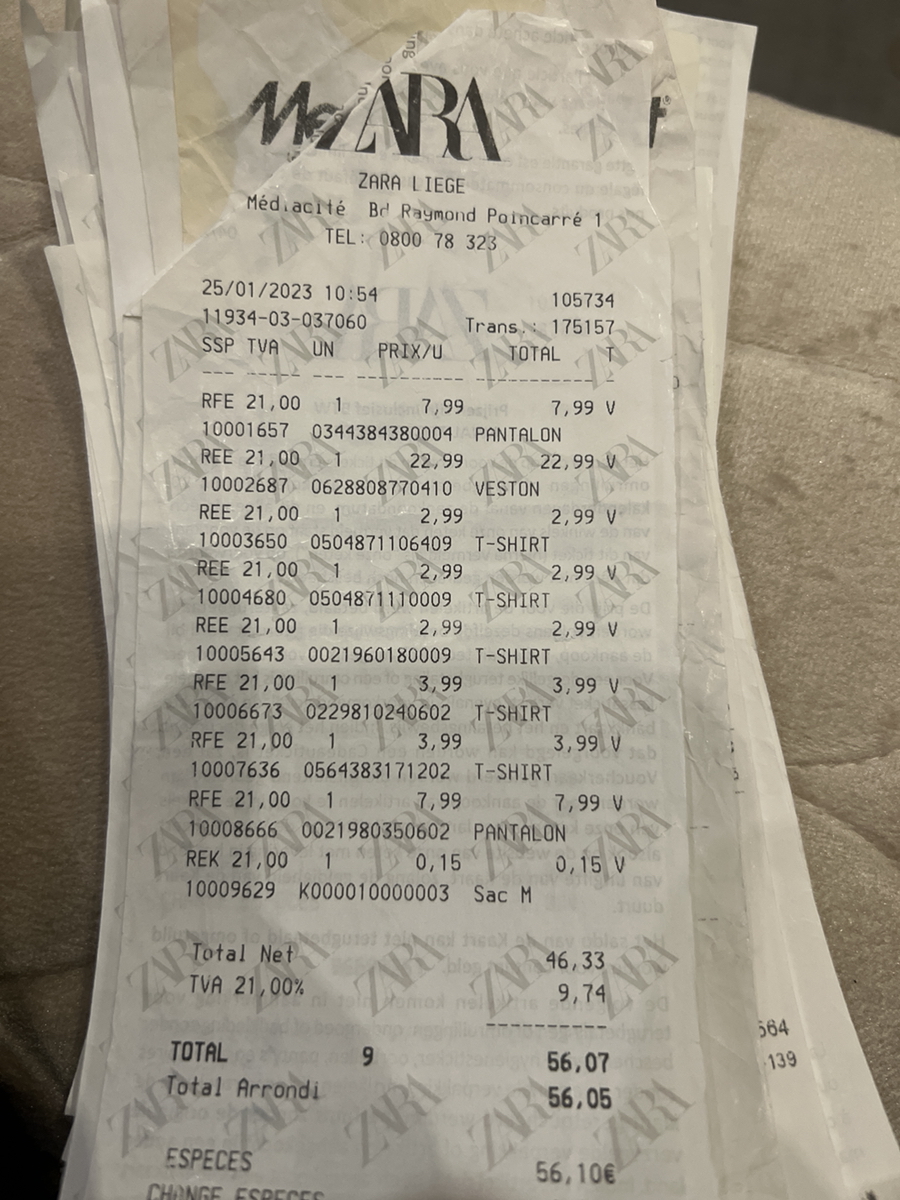 ZARA
ZARA LIEGE
Médiacité Bd Raymond Poincarré 1
TEL: 0800 78 323
25/01/2023 10:54 105734
11934-03-037060 Trans.: 175157
SSP TVA UN PRIX/U TOTAL T
--- ----- --- ---------- ------------ -
RFE 21,00 1 7,99 7,99 V
10001657 0344384380004 PANTALON
REE 21,00 1 22,99 22,99 V
10002687 0628808770410 VESTON
REE 21,00 1 2,99 2,99 V
10003650 0504871106409 T-SHIRT
REE 21,00 1 2,99 2,99 V
10004680 0504871110009 T-SHIRT
REE 21,00 1 2,99 2,99 V
10005643 0021960180009 T-SHIRT
RFE 21,00 1 3,99 3,99 V
10006673 0229810240602 T-SHIRT
RFE 21,00 1 3,99 3,99 V
10007636 0564383171202 T-SHIRT
RFE 21,00 1 7,99 7,99 V
10008666 0021980350602 PANTALON
REK 21,00 1 0,15 0,15 V
10009629 K000010000003 Sac M
Total Net 46,33
TVA 21,00% 9,74
----------
TOTAL 9 56,07
Total Arrondi 56,05
ESPECES 56,10€
CHANGE ESPECES
564
139